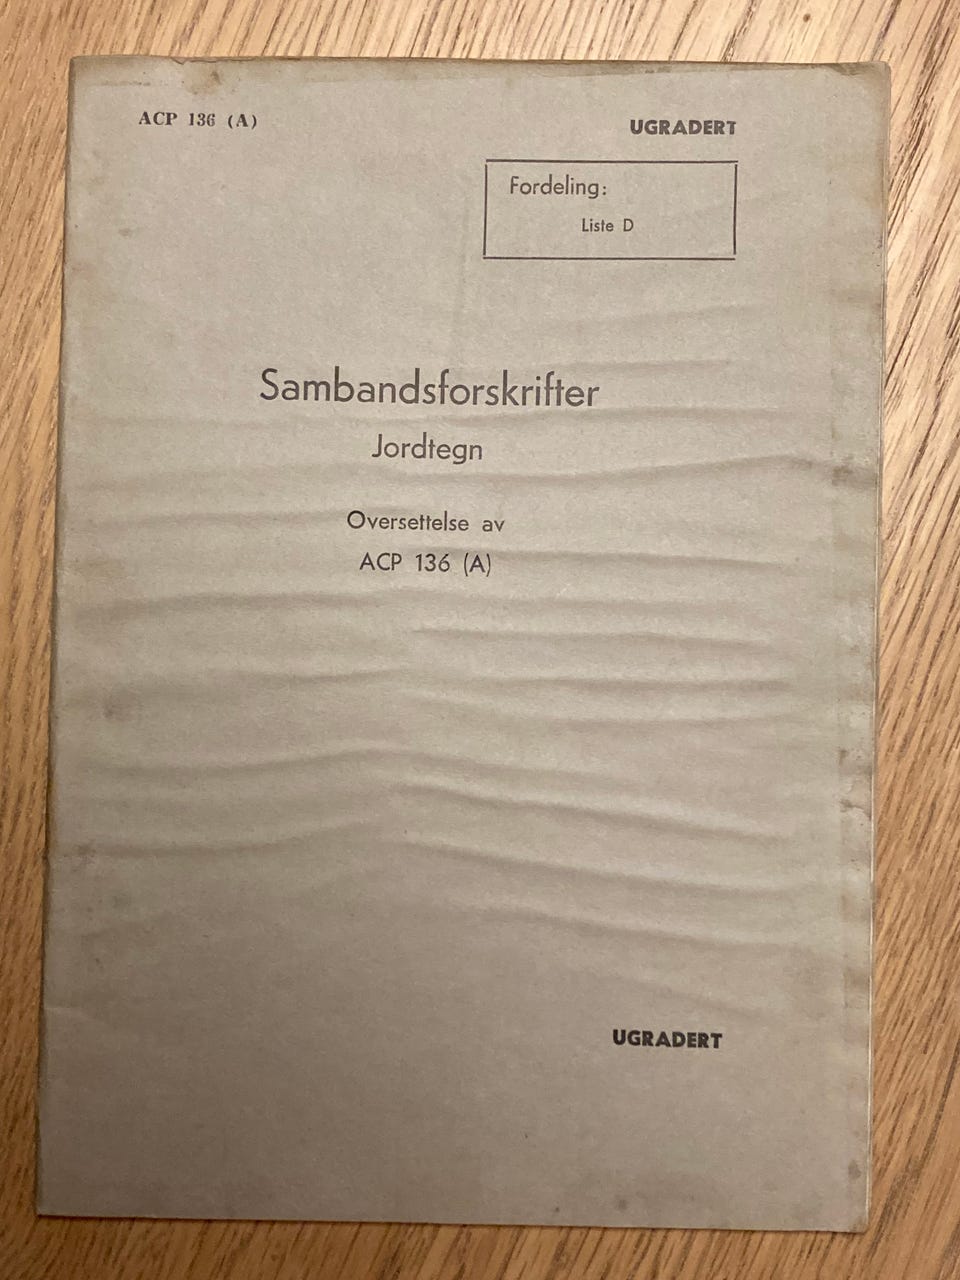 ACP 136 (A)
UGRADERT
Fordeling:
Liste D
Sambandsforskrifter
Jordtegn
Oversettelse av
ACP 136 (A)
UGRADERT